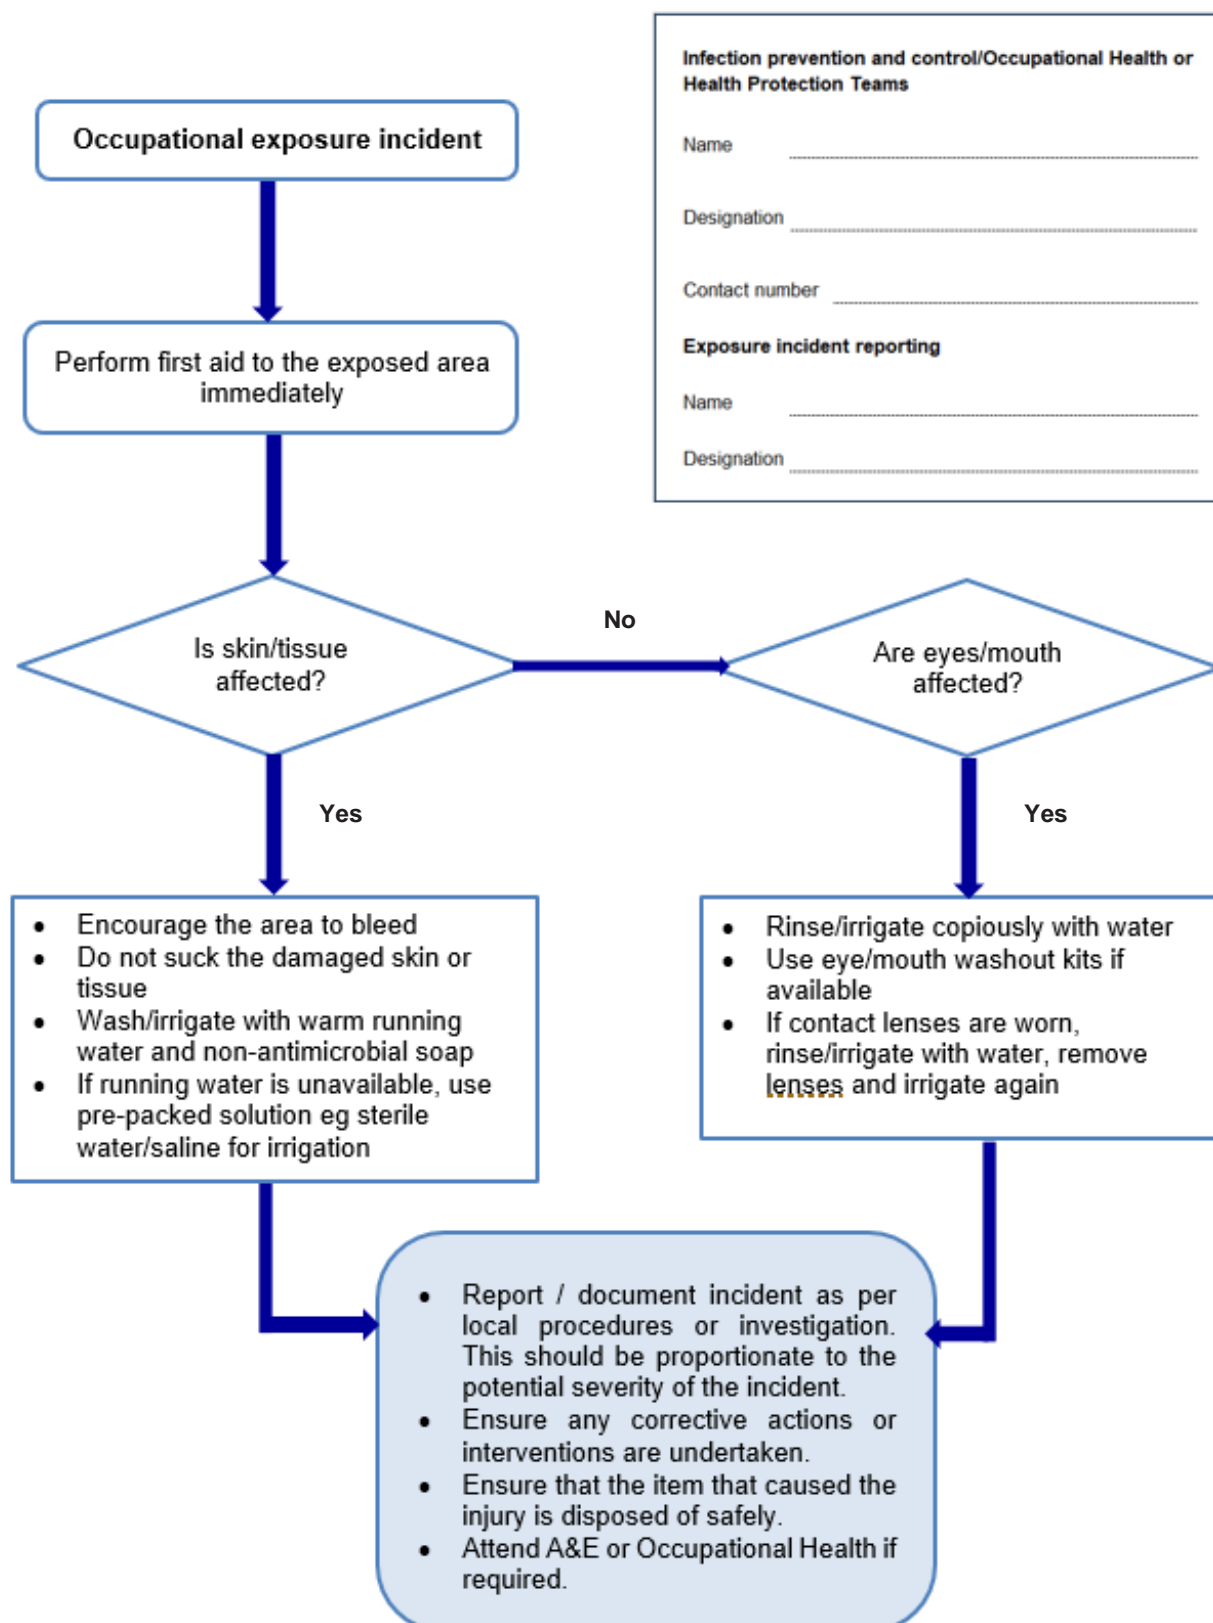 Infection prevention and control/Occupational Health or
Health Protection Teams
Name
Designation
Contact number
Exposure incident reporting
Name
Designation
Occupational exposure incident
Perform first aid to the exposed area
immediately
Is skin/tissue
affected?
No
Are eyes/mouth
affected?
Yes
Yes
• Encourage the area to bleed
• Do not suck the damaged skin or
tissue
• Wash/irrigate with warm running
water and non-antimicrobial soap
• If running water is unavailable, use
pre-packed solution eg sterile
water/saline for irrigation
• Rinse/irrigate copiously with water
• Use eye/mouth washout kits if
available
• If contact lenses are worn,
rinse/irrigate with water, remove
lenses and irrigate again
• Report / document incident as per
local procedures or investigation.
This should be proportionate to the
potential severity of the incident.
• Ensure any corrective actions or
interventions are undertaken.
• Ensure that the item that caused the
injury is disposed of safely.
• Attend A&E or Occupational Health if
required.